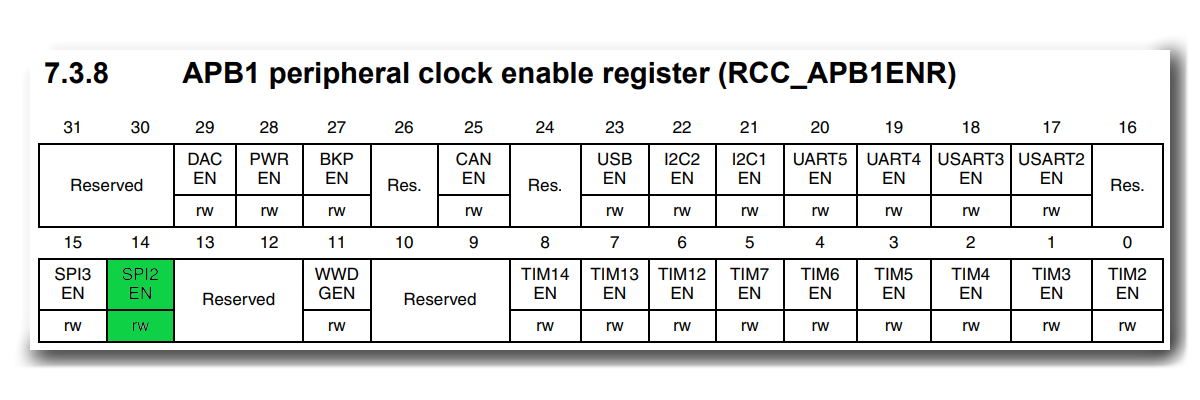 7.3.8 APB1 peripheral clock enable register (RCC_APB1ENR)
31 30 29 28 27 26 25 24 23 22 21 20 19 18 17 16
Reserved DAC EN PWR EN BKP EN Res. CAN EN Res. USB EN I2C2 EN I2C1 EN UART5 EN UART4 EN USART3 EN USART2 EN Res.
rw rw rw rw rw rw rw rw rw rw rw
15 14 13 12 11 10 9 8 7 6 5 4 3 2 1 0
SPI3 EN SPI2 EN Reserved WWD GEN Reserved TIM14 EN TIM13 EN TIM12 EN TIM7 EN TIM6 EN TIM5 EN TIM4 EN TIM3 EN TIM2 EN
rw rw rw rw rw rw rw rw rw rw rw rw